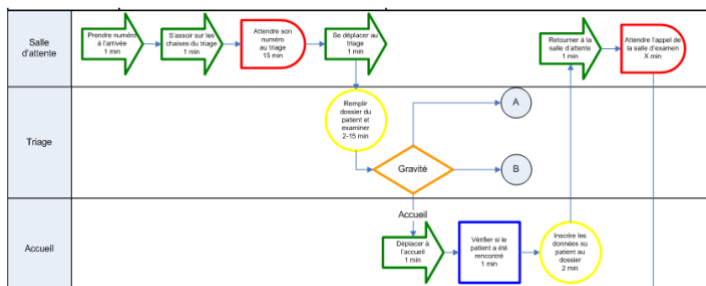 Salle
d'attente
Prendre numéro
à l'arrivée
1 min
S'assoir sur les
chaises du triage
1 min
Attendre son
numéro
au triage
15 min
Se déplacer au
triage
1 min
Retourner à la
salle d'attente
1 min
Attendre l'appel de
la salle d'examen
X min
Triage
Remplir
dossier du
patient et
examiner
2-15 min
Gravité
A
B
Accueil
Accueil
Déplacer à
l'accueil
1 min
Vérifier si le
patient a été
rencontré
1 min
Inscrire les
données su
patient au
dossier
2 min